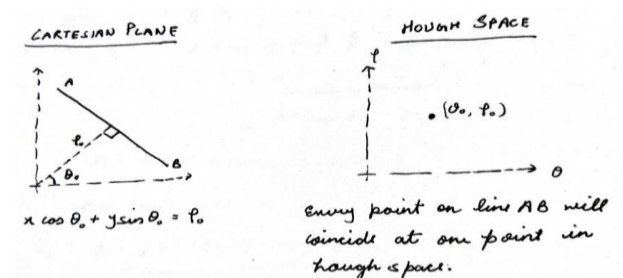 CARTESIAN PLANE
A
ρ₀
θ₀
B
x cos θ₀ + y sin θ₀ = ρ₀
HOUGH SPACE
ρ
(θ₀, ρ₀)
θ
Every point on line AB will
coincide at one point in
hough space.